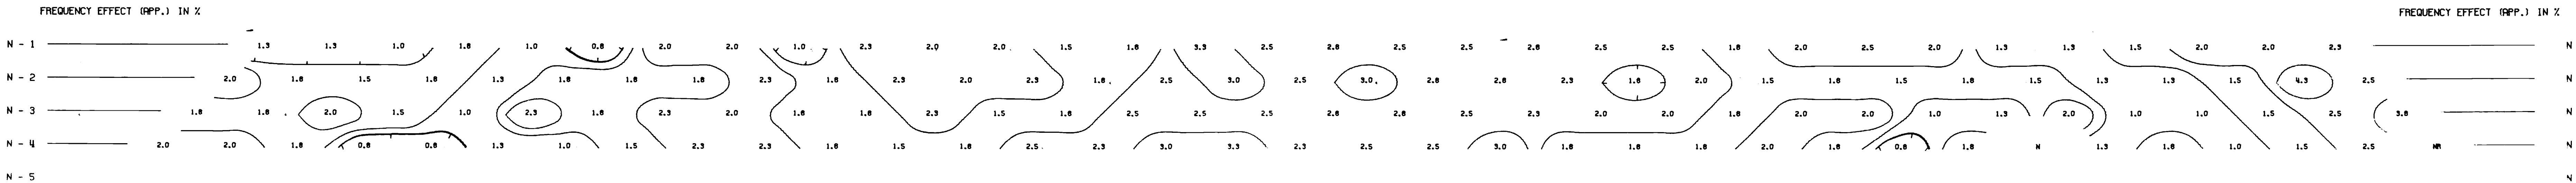 FREQUENCY EFFECT (APP.) IN % FREQUENCY EFFECT (APP.) IN %
N - 1 1.3 1.3 1.0 1.8 1.0 0.8 2.0 2.0 1.0 2.3 2.0 2.0 1.5 1.8 3.3 2.5 2.8 2.5 2.5 2.8 2.5 2.5 1.8 2.0 2.5 2.0 1.3 1.3 1.5 2.0 2.0 2.3 N
N - 2 2.0 1.8 1.5 1.8 1.3 1.8 1.8 1.8 2.3 1.8 2.3 2.0 2.3 1.8 2.5 3.0 2.5 3.0 2.8 2.8 2.3 1.8 2.0 1.5 1.8 1.5 1.8 1.5 1.3 1.3 1.5 4.3 2.5 N
N - 3 1.8 1.8 2.0 1.5 1.0 2.3 1.8 2.3 2.0 1.8 1.8 2.3 1.5 1.8 2.5 2.5 2.5 2.8 2.8 2.5 2.3 2.0 2.0 1.5 2.0 2.0 1.0 1.3 2.0 1.0 1.0 1.5 2.5 3.8 N
N - 4 2.0 2.0 1.8 0.8 0.8 1.3 1.0 1.5 2.3 2.3 1.8 1.5 1.8 2.5 2.3 3.0 3.3 2.3 2.5 2.5 3.0 1.8 1.8 1.8 2.0 1.8 0.8 1.8 N 1.3 1.8 1.0 1.5 2.5 NR N
N - 5 N